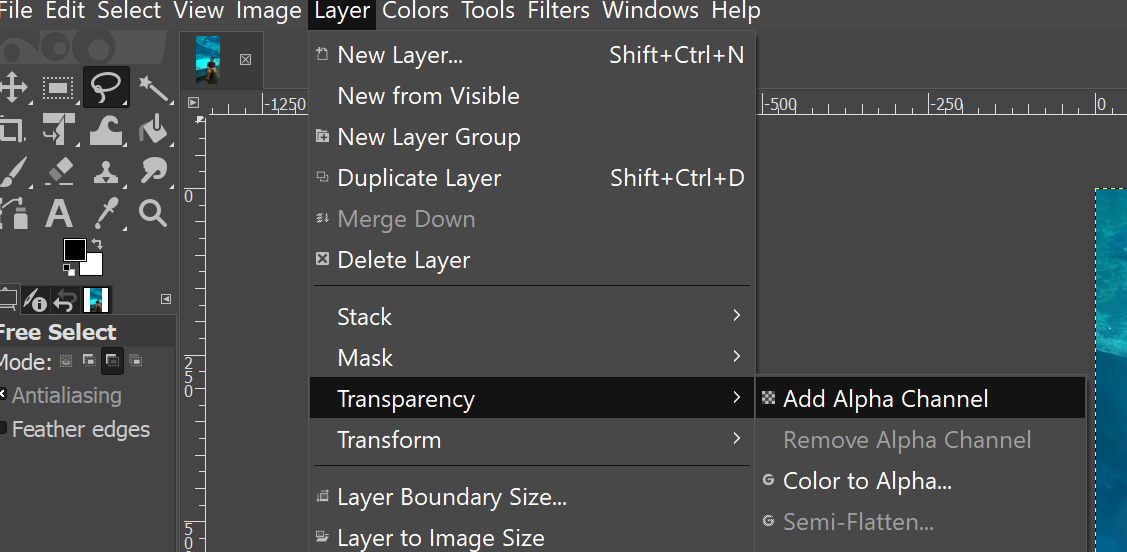 File Edit Select View Image Layer Colors Tools Filters Windows Help
New Layer... Shift+Ctrl+N
New from Visible
New Layer Group
Duplicate Layer Shift+Ctrl+D
Merge Down
Delete Layer
Stack
Mask
Transparency
Transform
Layer Boundary Size...
Layer to Image Size
Add Alpha Channel
Remove Alpha Channel
Color to Alpha...
Semi-Flatten...
-1250 -500 -250 0
0
250
50
Free Select
Mode:
Antialiasing
Feather edges